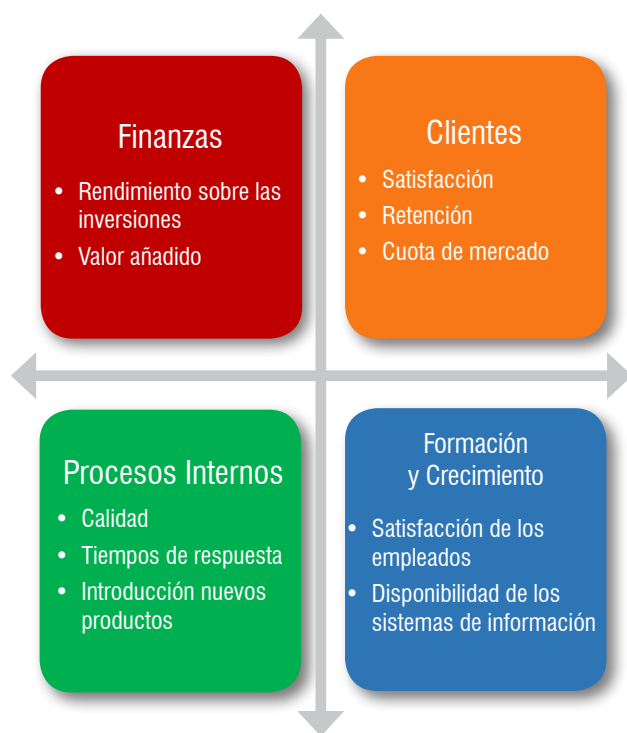 Finanzas
• Rendimiento sobre las
inversiones
• Valor añadido
Clientes
• Satisfacción
• Retención
• Cuota de mercado
Procesos Internos
• Calidad
• Tiempos de respuesta
• Introducción nuevos
productos
Formación
y Crecimiento
• Satisfacción de los
empleados
• Disponibilidad de los
sistemas de información